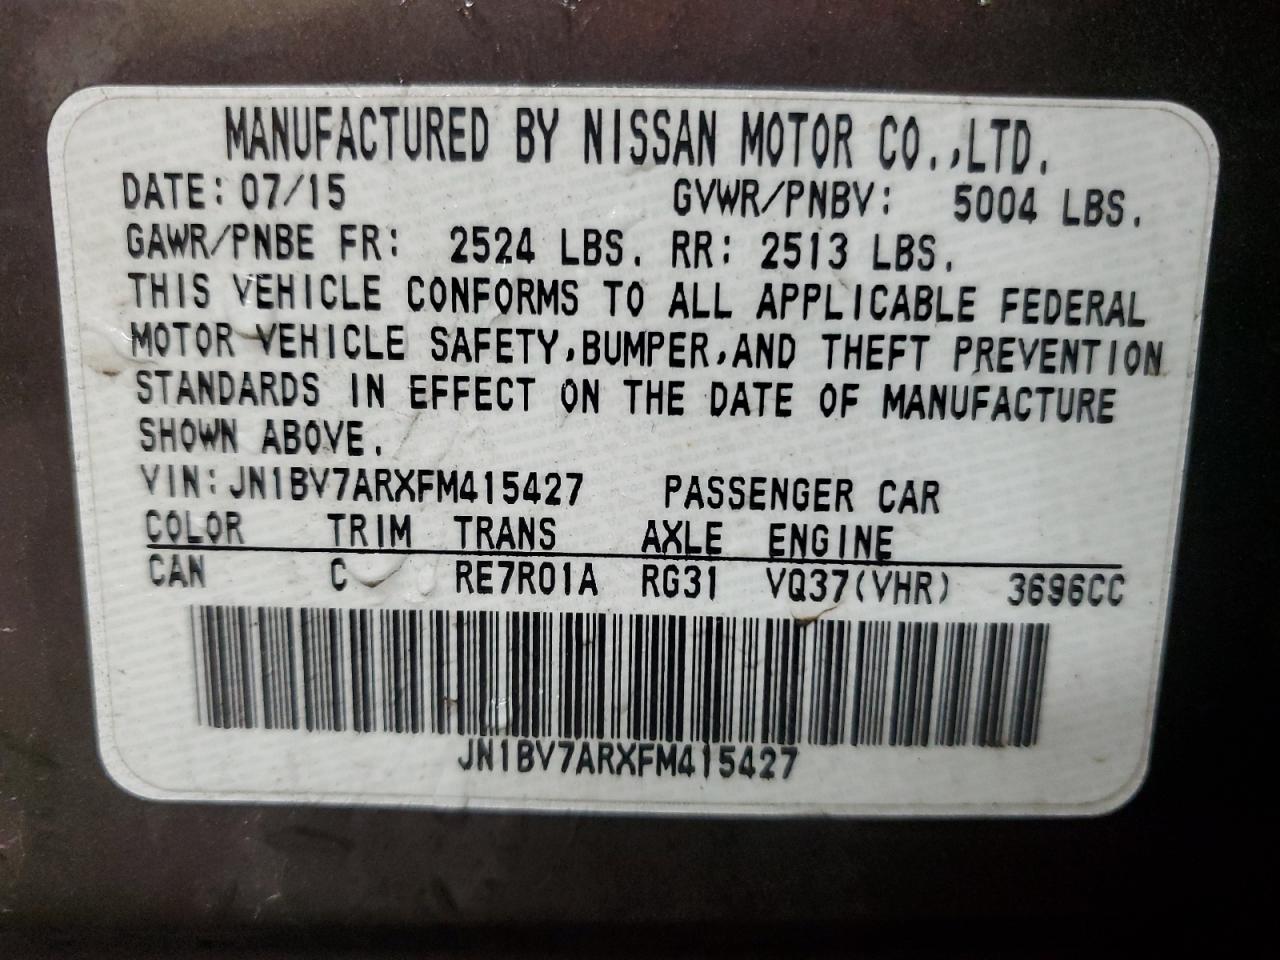 MANUFACTURED BY NISSAN MOTOR CO.,LTD.
DATE: 07/15 GVWR/PNBV: 5004 LBS.
GAWR/PNBE FR: 2524 LBS. RR: 2513 LBS.
THIS VEHICLE CONFORMS TO ALL APPLICABLE FEDERAL
MOTOR VEHICLE SAFETY,BUMPER,AND THEFT PREVENTION
STANDARDS IN EFFECT ON THE DATE OF MANUFACTURE
SHOWN ABOVE.
VIN: JN1BV7ARXFM415427 PASSENGER CAR
COLOR TRIM TRANS AXLE ENGINE
CAN C RE7R01A RG31 VQ37(VHR) 3696CC
JN1BV7ARXFM415427